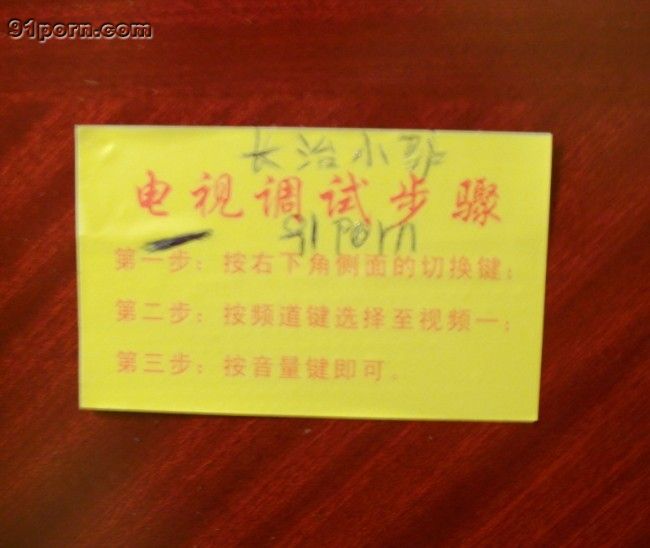 91porn.com
长治小哥
电视调试步骤
91porn
第一步：按右下角侧面的切换键；
第二步：按频道键选择至视频一；
第三步：按音量键即可。